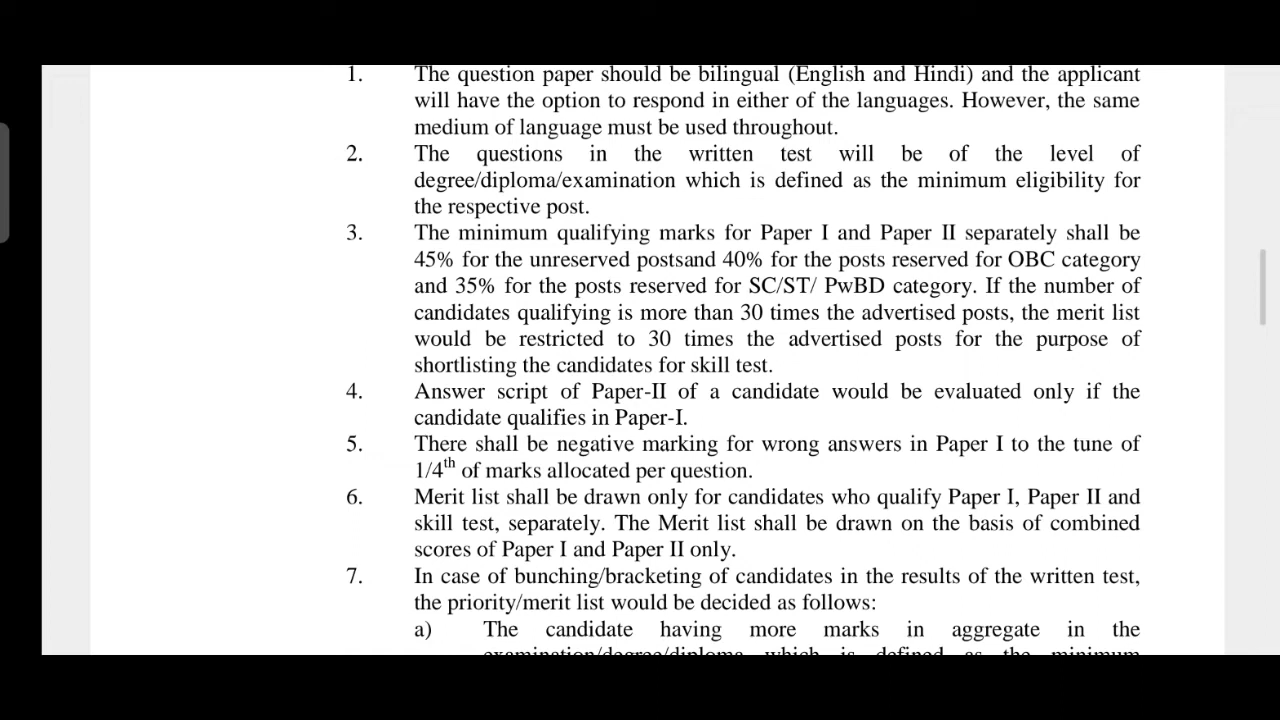 1. The question paper should be bilingual (English and Hindi) and the applicant
will have the option to respond in either of the languages. However, the same
medium of language must be used throughout.
2. The questions in the written test will be of the level of
degree/diploma/examination which is defined as the minimum eligibility for
the respective post.
3. The minimum qualifying marks for Paper I and Paper II separately shall be
45% for the unreserved postsand 40% for the posts reserved for OBC category
and 35% for the posts reserved for SC/ST/ PwBD category. If the number of
candidates qualifying is more than 30 times the advertised posts, the merit list
would be restricted to 30 times the advertised posts for the purpose of
shortlisting the candidates for skill test.
4. Answer script of Paper-II of a candidate would be evaluated only if the
candidate qualifies in Paper-I.
5. There shall be negative marking for wrong answers in Paper I to the tune of
1/4th of marks allocated per question.
6. Merit list shall be drawn only for candidates who qualify Paper I, Paper II and
skill test, separately. The Merit list shall be drawn on the basis of combined
scores of Paper I and Paper II only.
7. In case of bunching/bracketing of candidates in the results of the written test,
the priority/merit list would be decided as follows:
a) The candidate having more marks in aggregate in the
examination/degree/diploma which is defined as the minimum